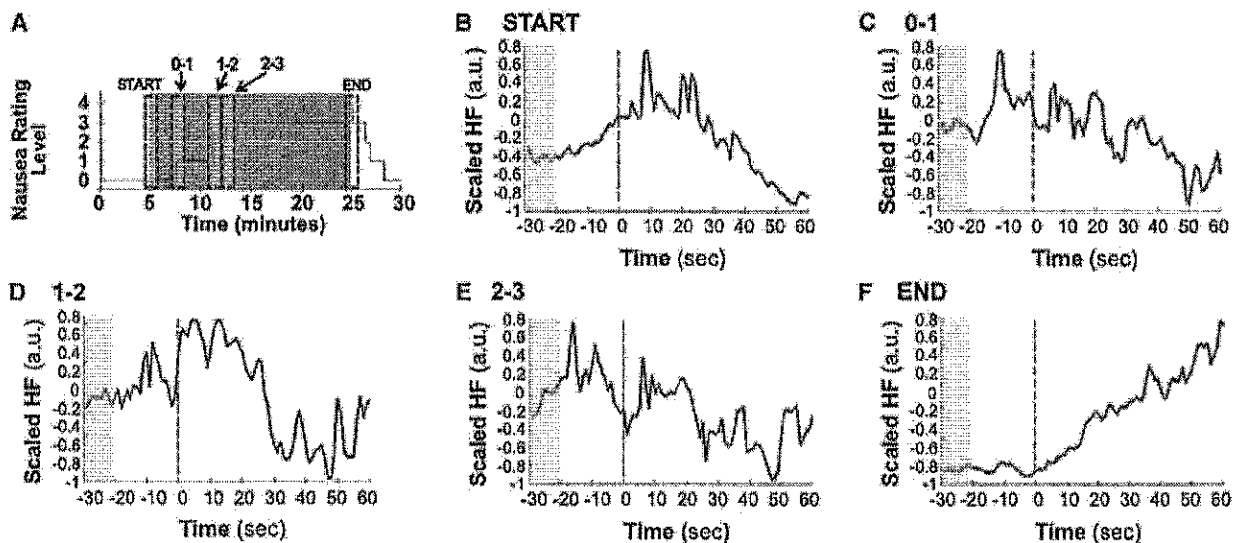 A
START
0-1
1-2
2-3
END
Nausea Rating
Level
4
3
2
1
0
0 5 10 15 20 25 30
Time (minutes)
B START
Scaled HF (a.u.)
0.8
0.6
0.4
0.2
0
-0.2
-0.4
-0.6
-0.8
-1
-30 -20 -10 0 10 20 30 40 50 60
Time (sec)
C 0-1
Scaled HF (a.u.)
0.8
0.6
0.4
0.2
0
-0.2
-0.4
-0.6
-0.8
-1
-30 -20 -10 0 10 20 30 40 50 60
Time (sec)
D 1-2
Scaled HF (a.u.)
0.8
0.6
0.4
0.2
0
-0.2
-0.4
-0.6
-0.8
-1
-30 -20 -10 0 10 20 30 40 50 60
Time (sec)
E 2-3
Scaled HF (a.u.)
0.8
0.6
0.4
0.2
0
-0.2
-0.4
-0.6
-0.8
-1
-30 -20 -10 0 10 20 30 40 50 60
Time (sec)
F END
Scaled HF (a.u.)
0.8
0.6
0.4
0.2
0
-0.2
-0.4
-0.6
-0.8
-1
-30 -20 -10 0 10 20 30 40 50 60
Time (sec)